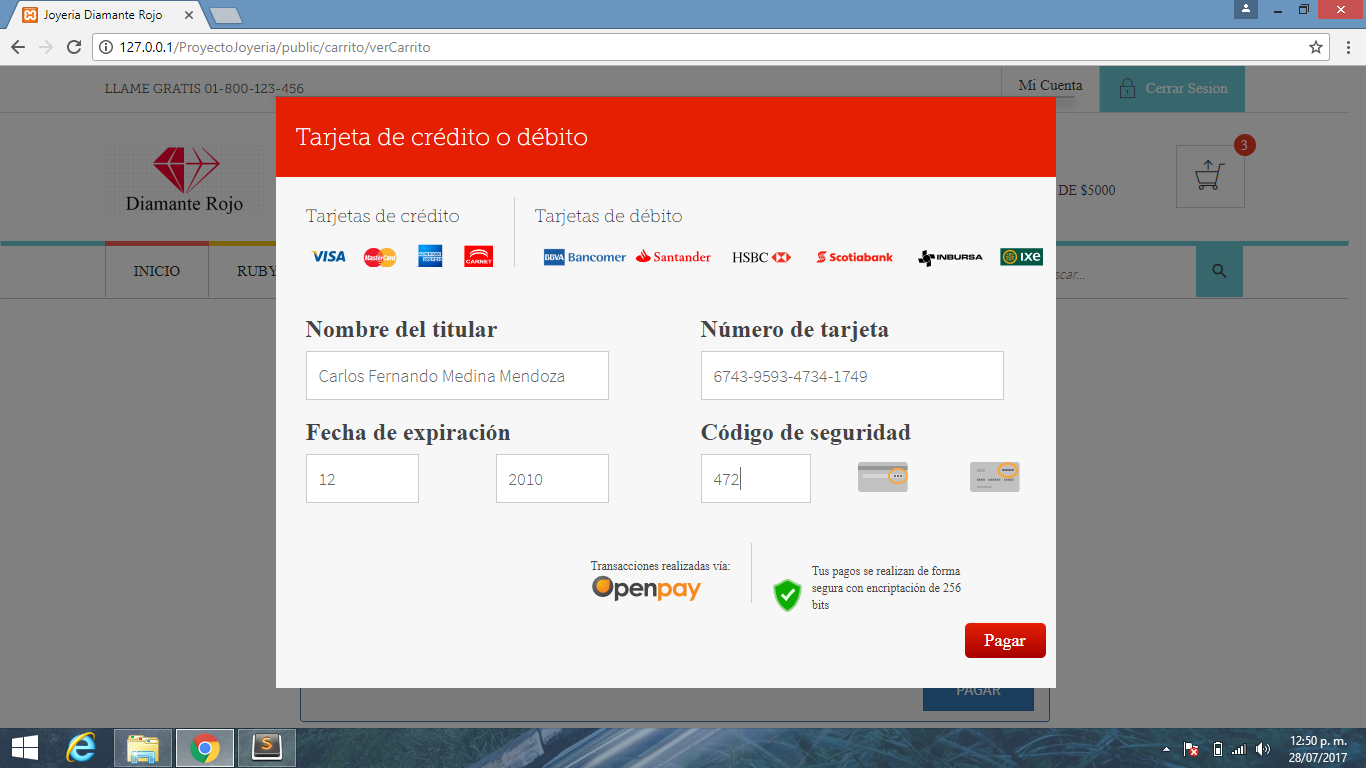 Joyeria Diamante Rojo
127.0.0.1/ProyectoJoyeria/public/carrito/verCarrito
LLAME GRATIS 01-800-123-456
Mi Cuenta
Cerrar Sesion
Diamante Rojo
DE $5000
3
INICIO
RUBY
Tarjeta de crédito o débito
Tarjetas de crédito
Tarjetas de débito
VISA
MasterCard
AMERICAN EXPRESS
CARNET
BBVA Bancomer
Santander
HSBC
Scotiabank
INBURSA
IXE
Nombre del titular
Número de tarjeta
Carlos Fernando Medina Mendoza
6743-9593-4734-1749
Fecha de expiración
Código de seguridad
12
2010
472
Transacciones realizadas vía:
Openpay
Tus pagos se realizan de forma
segura con encriptación de 256
bits
Pagar
PAGAR
12:50 p. m.
28/07/2017